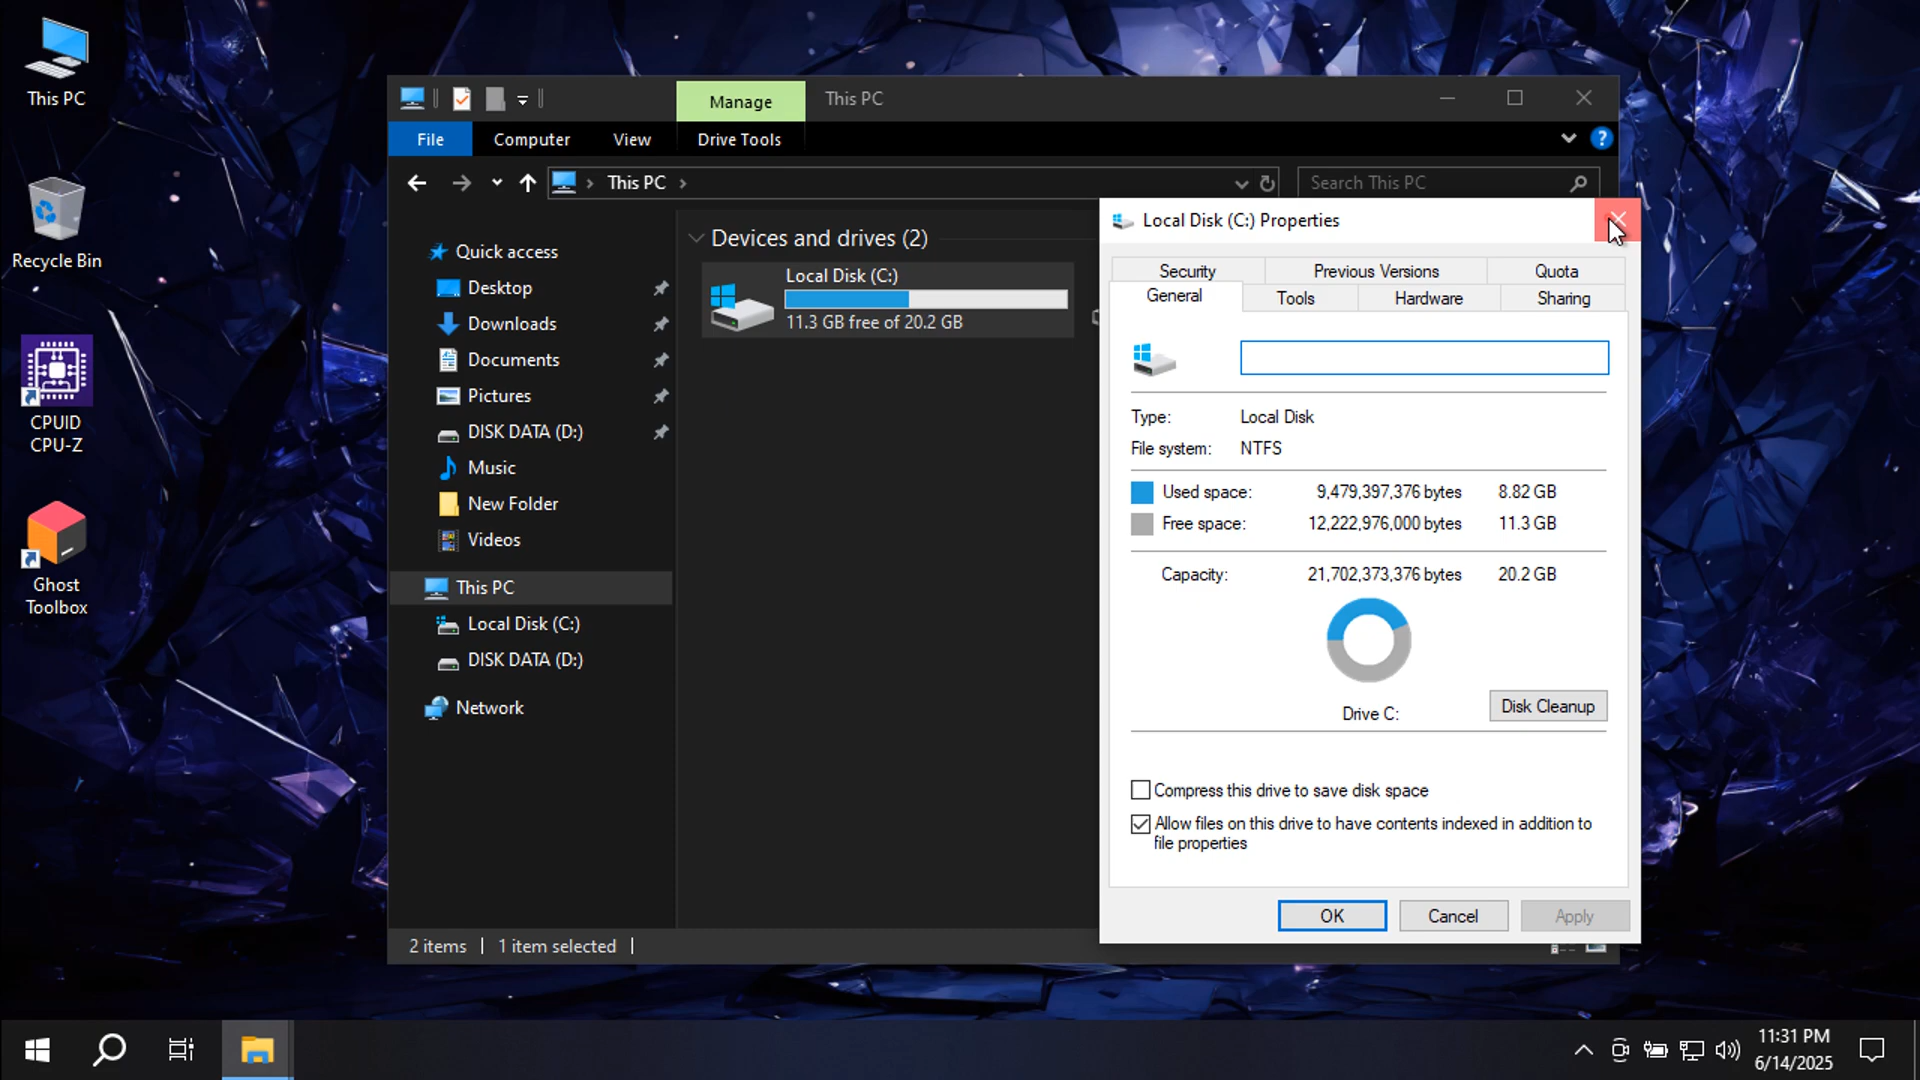 This PC
Recycle Bin
CPUID
CPU-Z
Ghost
Toolbox
Manage
This PC
File
Computer
View
Drive Tools
?
This PC
Search This PC
Quick access
Desktop
Downloads
Documents
Pictures
DISK DATA (D:)
Music
New Folder
Videos
This PC
Local Disk (C:)
DISK DATA (D:)
Network
Devices and drives (2)
Local Disk (C:)
11.3 GB free of 20.2 GB
2 items
1 item selected
Local Disk (C:) Properties
Security
Previous Versions
Quota
General
Tools
Hardware
Sharing
Type: Local Disk
File system: NTFS
Used space: 9,479,397,376 bytes 8.82 GB
Free space: 12,222,976,000 bytes 11.3 GB
Capacity: 21,702,373,376 bytes 20.2 GB
Drive C:
Disk Cleanup
Compress this drive to save disk space
Allow files on this drive to have contents indexed in addition to
file properties
OK
Cancel
Apply
11:31 PM
6/14/2025